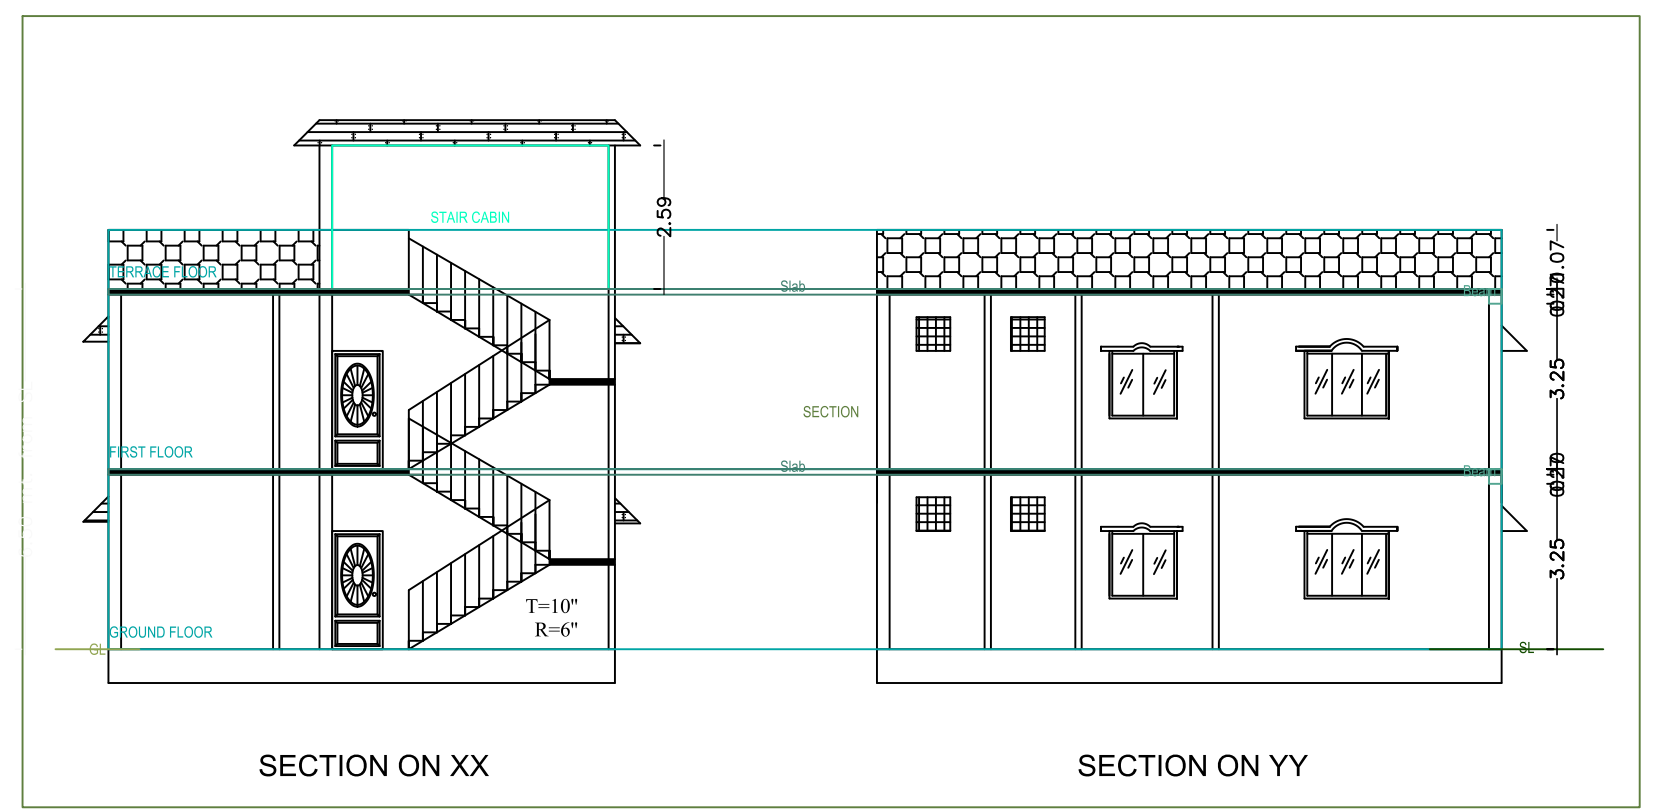 STAIR CABIN
2.59
TERRACE FLOOR
Slab
3.25
SECTION
FIRST FLOOR
Slab
3.25
T=10"
R=6"
GROUND FLOOR
GL
SL
SECTION ON XX
SECTION ON YY